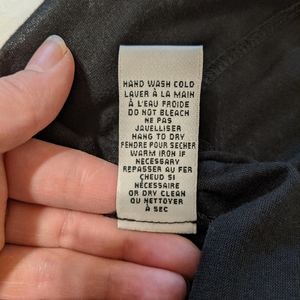 HAND WASH COLD
LAVER À LA MAIN
À L'EAU FROIDE
DO NOT BLEACH
NE PAS
JAVELLISER
HANG TO DRY
PENDRE POUR SECHER
WARM IRON IF
NECESSARY
REPASSER AU FER
CHEUD SI
NÉCESSAIRE
OR DRY CLEAN
OU NETTOYER
À SEC